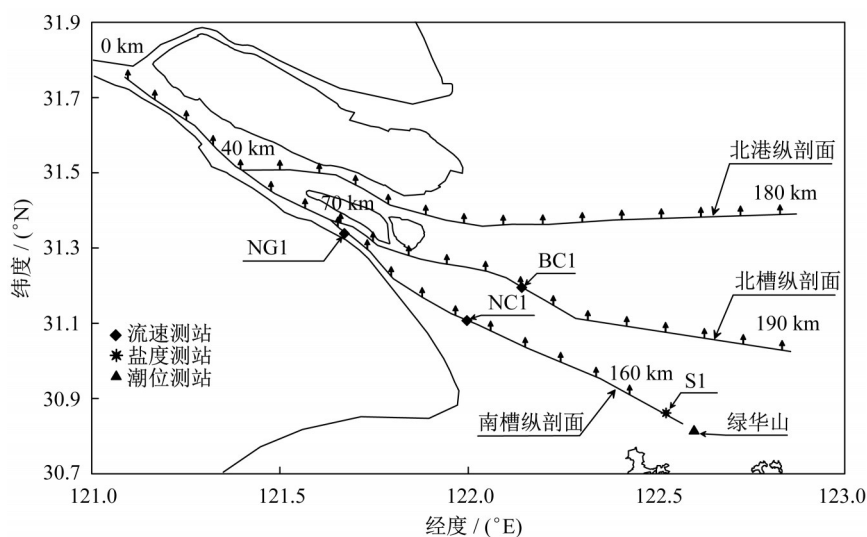 31.9
0 km
31.7
40 km
北港纵剖面
31.5
180 km
70 km
31.3
NG1
BC1
北槽纵剖面
NC1
31.1
流速测站
190 km
盐度测站
160 km
S1
潮位测站
30.9
南槽纵剖面
绿华山
30.7
121.0
121.5
122.0
122.5
123.0
经度 / (°E)
纬度 / (°N)